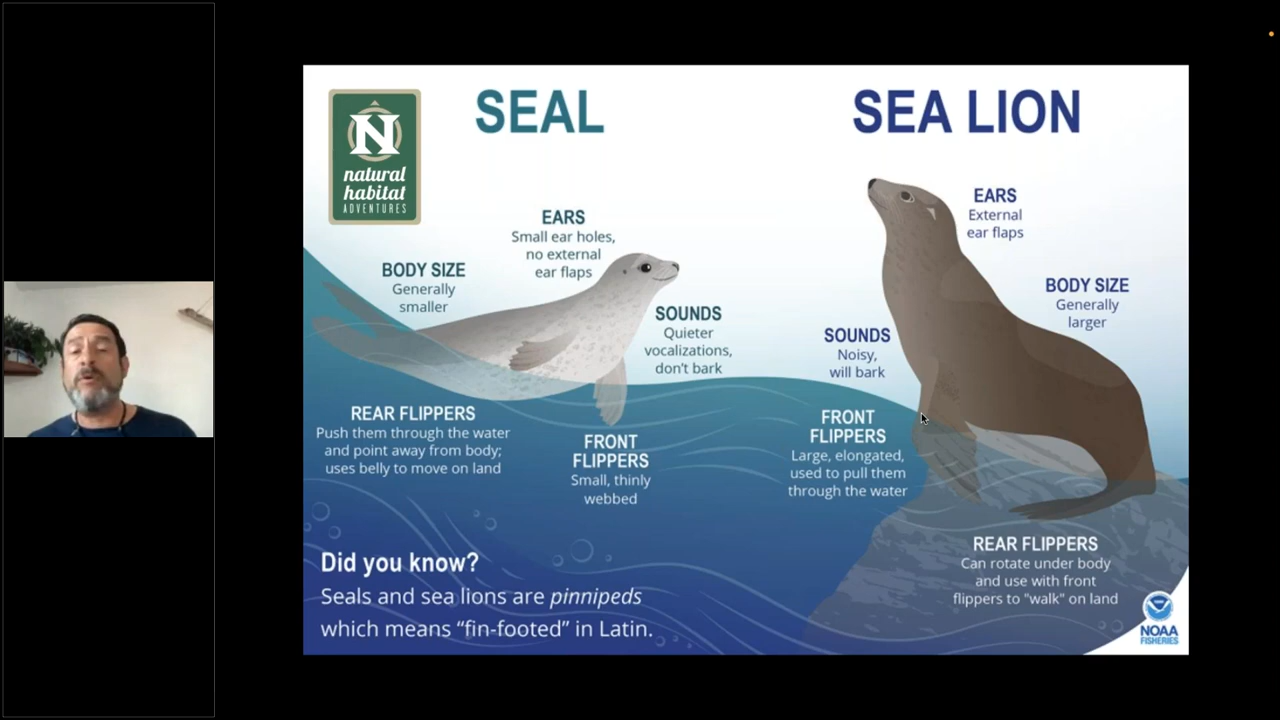 N
natural
habitat
ADVENTURES
SEAL
EARS
Small ear holes,
no external
ear flaps
BODY SIZE
Generally
smaller
SOUNDS
Quieter
vocalizations,
don't bark
REAR FLIPPERS
Push them through the water
and point away from body;
uses belly to move on land
FRONT
FLIPPERS
Small, thinly
webbed
SEA LION
EARS
External
ear flaps
BODY SIZE
Generally
larger
SOUNDS
Noisy,
will bark
FRONT
FLIPPERS
Large, elongated,
used to pull them
through the water
REAR FLIPPERS
Can rotate under body
and use with front
flippers to "walk" on land
Did you know?
Seals and sea lions are pinnipeds
which means “fin-footed” in Latin.
NOAA
FISHERIES